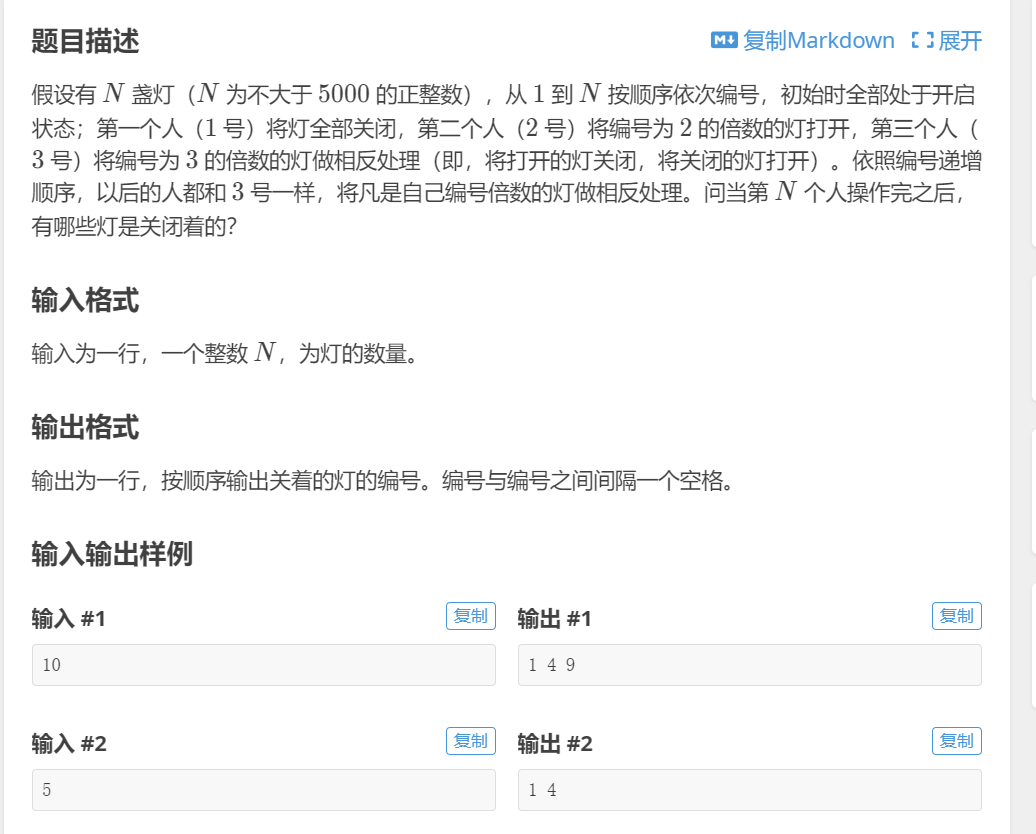 题目描述
复制Markdown 展开
假设有 N 盏灯（N 为不大于 5000 的正整数），从 1 到 N 按顺序依次编号，初始时全部处于开启
状态；第一个人（1 号）将灯全部关闭，第二个人（2 号）将编号为 2 的倍数的灯打开，第三个人（
3 号）将编号为 3 的倍数的灯做相反处理（即，将打开的灯关闭，将关闭的灯打开）。依照编号递增
顺序，以后的人都和 3 号一样，将凡是自己编号倍数的灯做相反处理。问当第 N 个人操作完之后，
有哪些灯是关闭着的？
输入格式
输入为一行，一个整数 N，为灯的数量。
输出格式
输出为一行，按顺序输出关着的灯的编号。编号与编号之间间隔一个空格。
输入输出样例
输入 #1 复制 输出 #1 复制
10 1 4 9
输入 #2 复制 输出 #2 复制
5 1 4